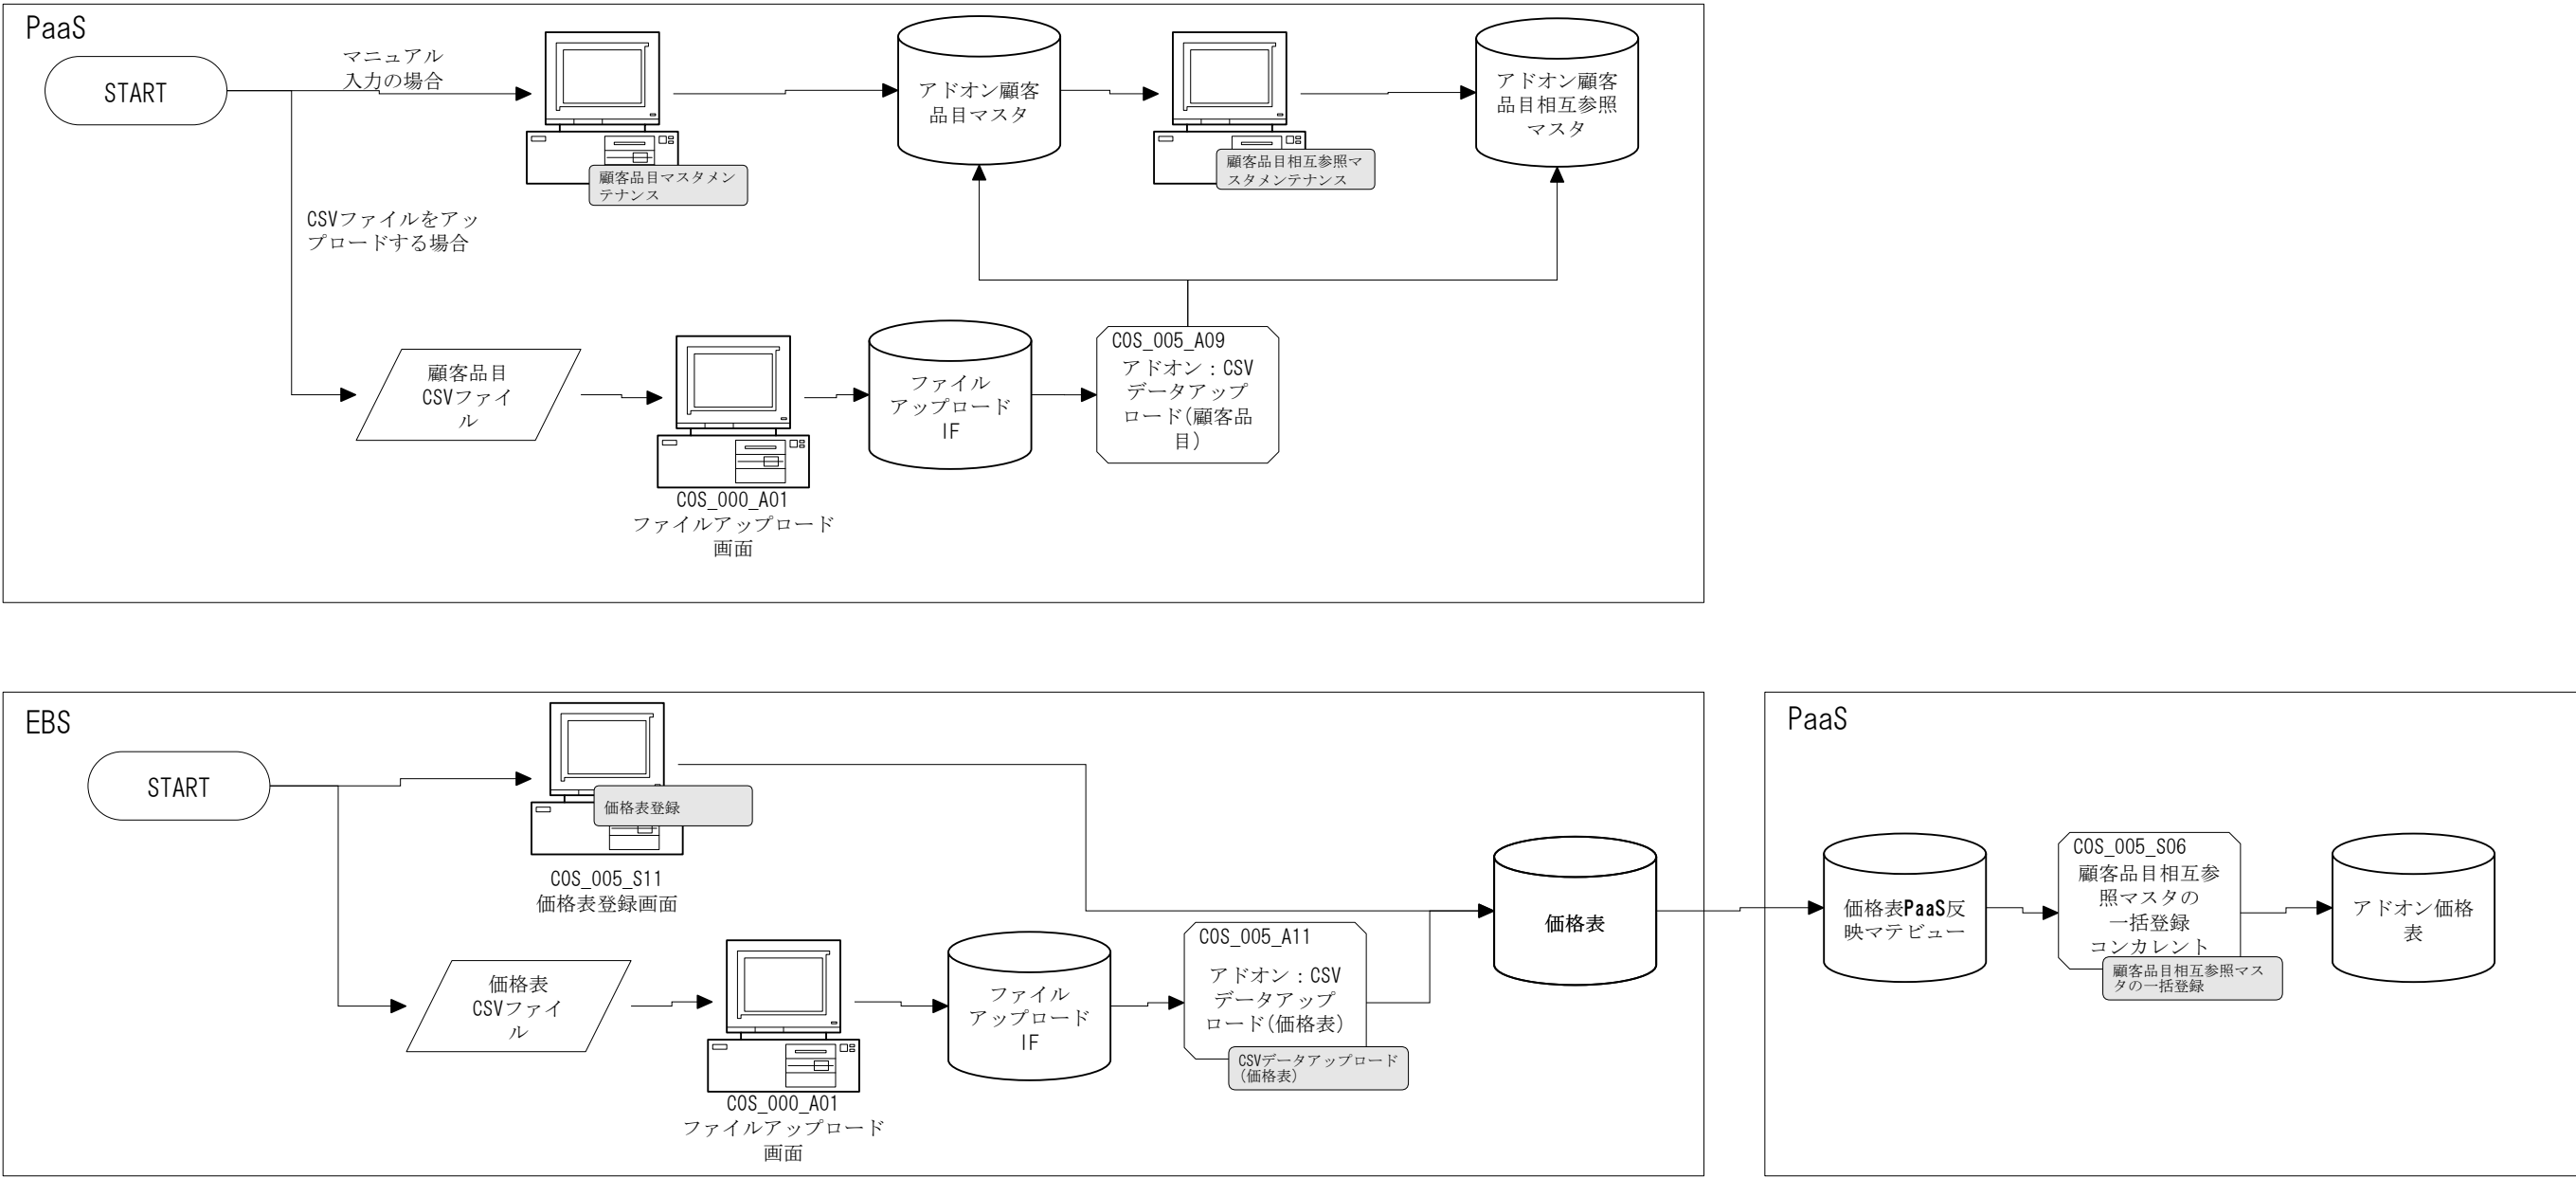 PaaS
START
マニュアル
入力の場合
顧客品目マスタメン
テナンス
アドオン顧客
品目マスタ
顧客品目相互参照マ
スタメンテナンス
アドオン顧客
品目相互参照
マスタ
CSVファイルをアッ
プロードする場合
顧客品目
CSVファイ
ル
COS_000_A01
ファイルアップロード
画面
ファイル
アップロード
IF
COS_005_A09
アドオン：CSV
データアップ
ロード(顧客品
目)
EBS
START
価格表登録
COS_005_S11
価格表登録画面
価格表
CSVファイ
ル
COS_000_A01
ファイルアップロード
画面
ファイル
アップロード
IF
COS_005_A11
アドオン：CSV
データアップ
ロード(価格表)
CSVデータアップロード
(価格表)
価格表
PaaS
価格表PaaS反
映マテビュー
COS_005_S06
顧客品目相互参
照マスタの
一括登録
コンカレント
顧客品目相互参照マス
タの一括登録
アドオン価格
表